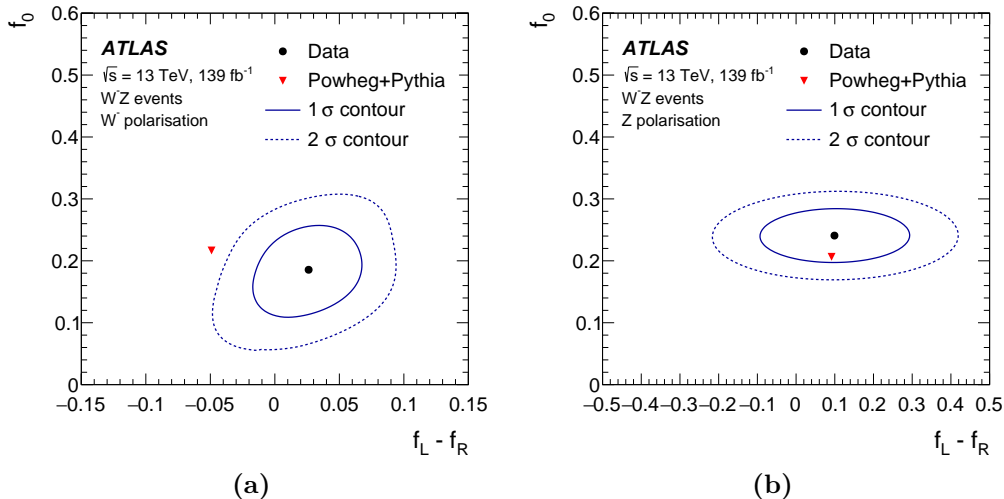 f₀
0.6
0.5
0.4
0.3
0.2
0.1
0
ATLAS
√s = 13 TeV, 139 fb⁻¹
W⁻Z events
W⁻ polarisation
Data
Powheg+Pythia
1 σ contour
2 σ contour
−0.15 −0.1 −0.05 0 0.05 0.1 0.15
f_L - f_R
(a)
f₀
0.6
0.5
0.4
0.3
0.2
0.1
0
ATLAS
√s = 13 TeV, 139 fb⁻¹
W⁻Z events
Z polarisation
Data
Powheg+Pythia
1 σ contour
2 σ contour
−0.5 −0.4 −0.3 −0.2 −0.1 0 0.1 0.2 0.3 0.4 0.5
f_L - f_R
(b)